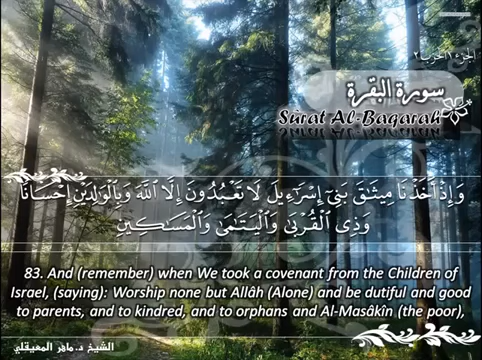 الجزء ١ الحزب ٢
سورة البقرة
Sûrat Al-Baqarah
وَإِذْ أَخَذْنَا مِيثَٰقَ بَنِىٓ إِسْرَٰٓءِيلَ لَا تَعْبُدُونَ إِلَّا ٱللَّهَ وَبِٱلْوَٰلِدَيْنِ إِحْسَانًا
وَذِى ٱلْقُرْبَىٰ وَٱلْيَتَٰمَىٰ وَٱلْمَسَٰكِينِ
83. And (remember) when We took a covenant from the Children of
Israel, (saying): Worship none but Allâh (Alone) and be dutiful and good
to parents, and to kindred, and to orphans and Al-Masâkîn (the poor),
الشيخ د. ماهر المعيقلي